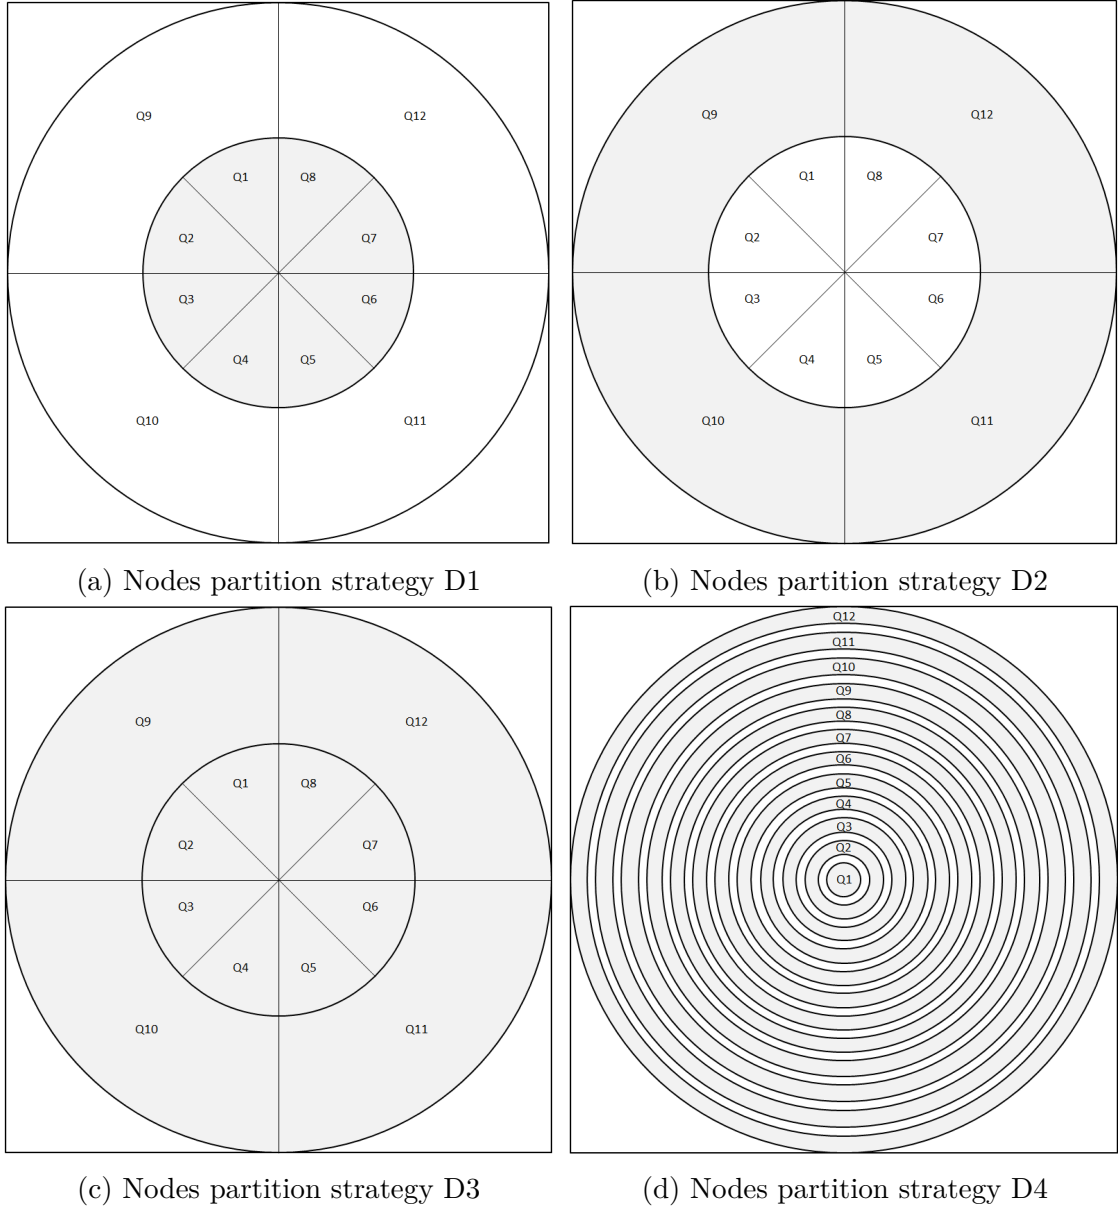 Q9
Q12
Q1
Q8
Q2
Q7
Q3
Q6
Q4
Q5
Q10
Q11
(a) Nodes partition strategy D1
Q9
Q12
Q1
Q8
Q2
Q7
Q3
Q6
Q4
Q5
Q10
Q11
(b) Nodes partition strategy D2
Q9
Q12
Q1
Q8
Q2
Q7
Q3
Q6
Q4
Q5
Q10
Q11
(c) Nodes partition strategy D3
Q12
Q11
Q10
Q9
Q8
Q7
Q6
Q5
Q4
Q3
Q2
Q1
(d) Nodes partition strategy D4